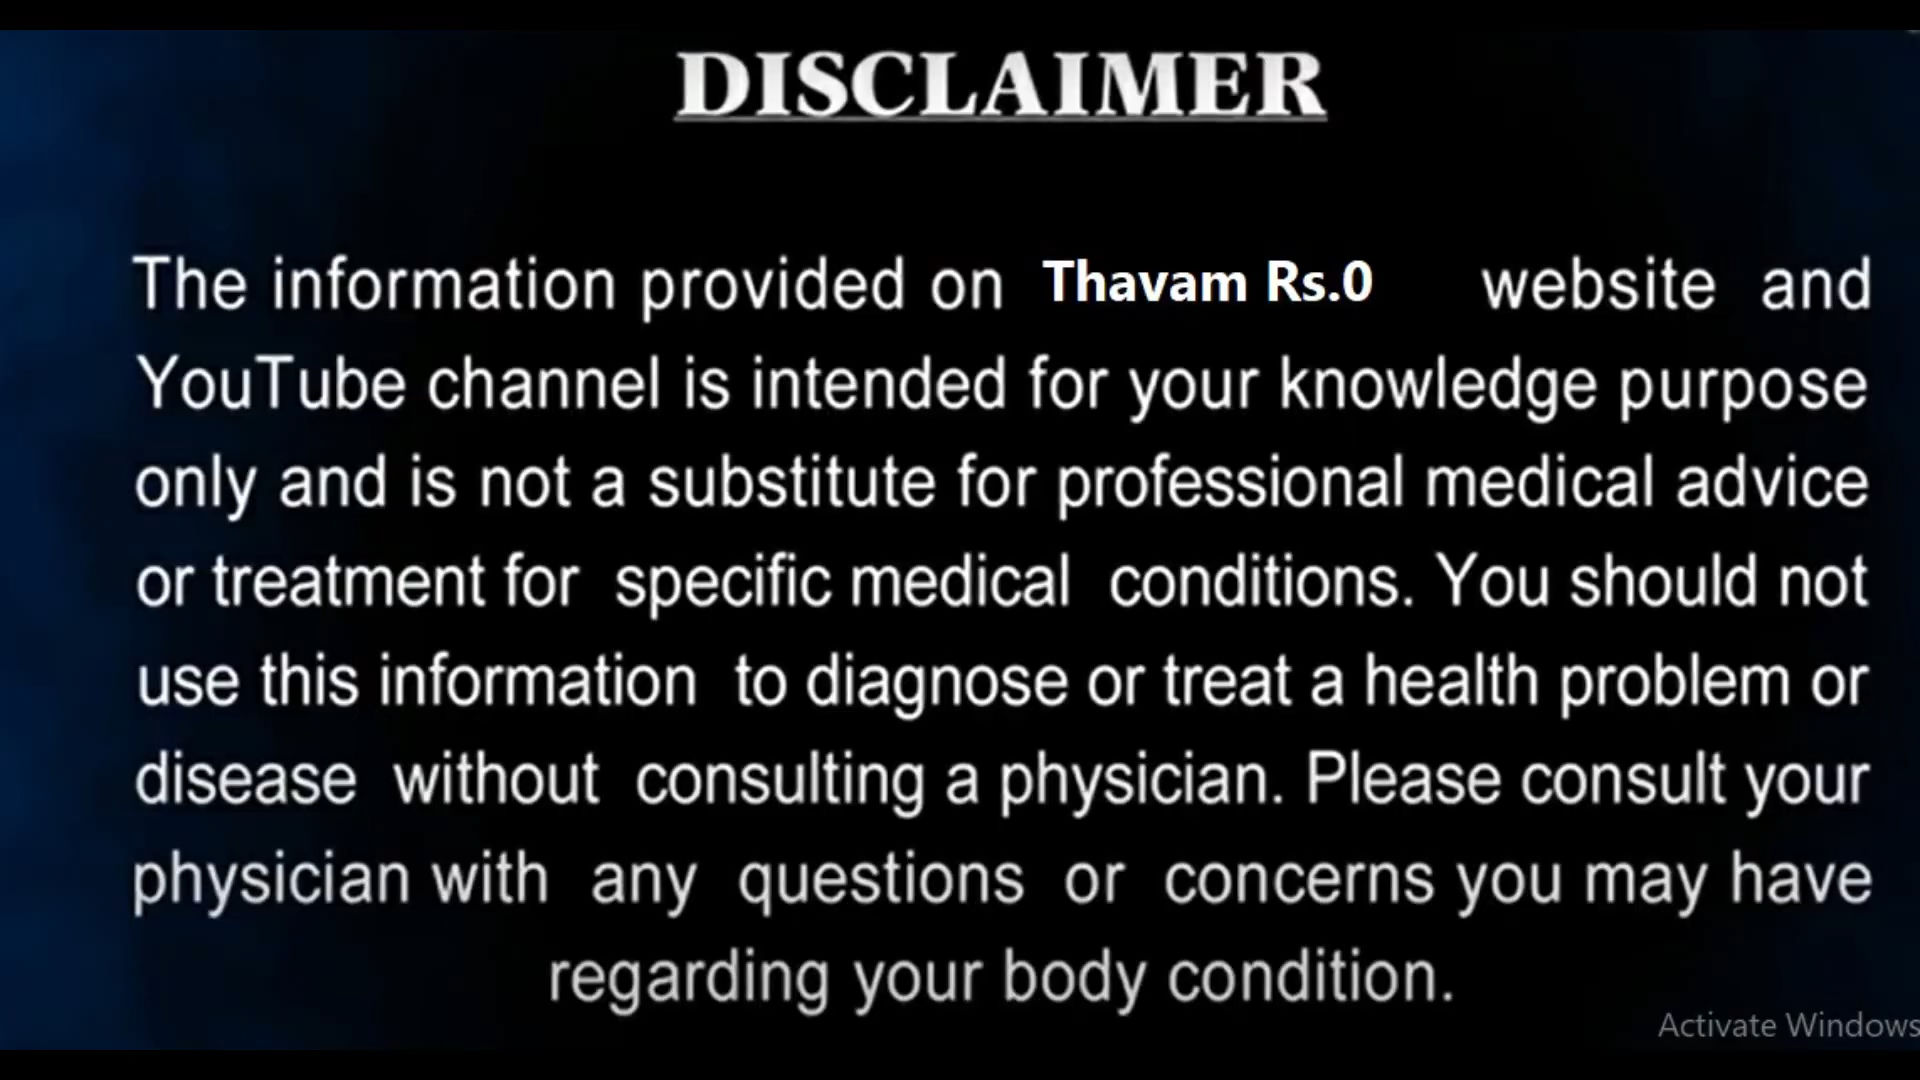 DISCLAIMER
The information provided on Thavam Rs.0 website and
YouTube channel is intended for your knowledge purpose
only and is not a substitute for professional medical advice
or treatment for specific medical conditions. You should not
use this information to diagnose or treat a health problem or
disease without consulting a physician. Please consult your
physician with any questions or concerns you may have
regarding your body condition.
Activate Windows